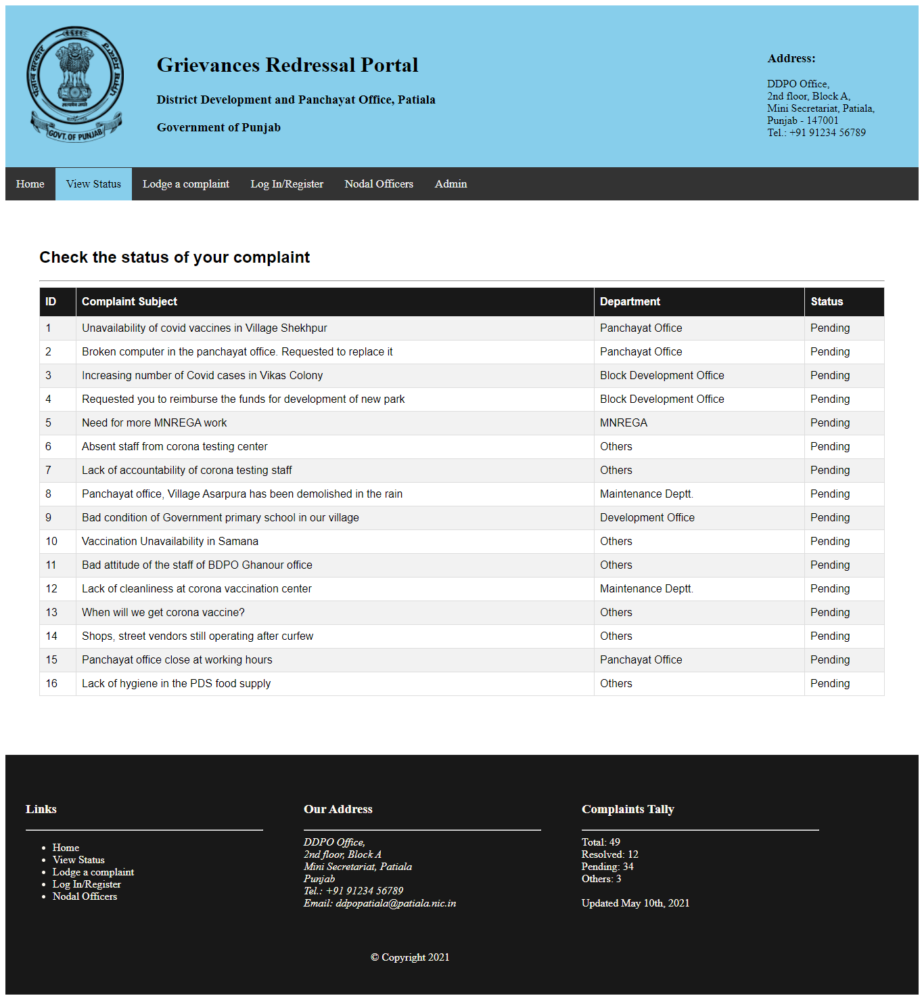 ਪੰਜਾਬ ਸਰਕਾਰ
सत्यमेव जयते
GOVT. OF PUNJAB
Grievances Redressal Portal
District Development and Panchayat Office, Patiala
Government of Punjab
Address:
DDPO Office,
2nd floor, Block A,
Mini Secretariat, Patiala,
Punjab - 147001
Tel.: +91 91234 56789
Home View Status Lodge a complaint Log In/Register Nodal Officers Admin
Check the status of your complaint
ID Complaint Subject Department Status
1 Unavailability of covid vaccines in Village Shekhpur Panchayat Office Pending
2 Broken computer in the panchayat office. Requested to replace it Panchayat Office Pending
3 Increasing number of Covid cases in Vikas Colony Block Development Office Pending
4 Requested you to reimburse the funds for development of new park Block Development Office Pending
5 Need for more MNREGA work MNREGA Pending
6 Absent staff from corona testing center Others Pending
7 Lack of accountability of corona testing staff Others Pending
8 Panchayat office, Village Asarpura has been demolished in the rain Maintenance Deptt. Pending
9 Bad condition of Government primary school in our village Development Office Pending
10 Vaccination Unavailability in Samana Others Pending
11 Bad attitude of the staff of BDPO Ghanour office Others Pending
12 Lack of cleanliness at corona vaccination center Maintenance Deptt. Pending
13 When will we get corona vaccine? Others Pending
14 Shops, street vendors still operating after curfew Others Pending
15 Panchayat office close at working hours Panchayat Office Pending
16 Lack of hygiene in the PDS food supply Others Pending
Links
• Home
• View Status
• Lodge a complaint
• Log In/Register
• Nodal Officers
Our Address
DDPO Office,
2nd floor, Block A
Mini Secretariat, Patiala
Punjab
Tel.: +91 91234 56789
Email: ddpopatiala@patiala.nic.in
Complaints Tally
Total: 49
Resolved: 12
Pending: 34
Others: 3
Updated May 10th, 2021
© Copyright 2021